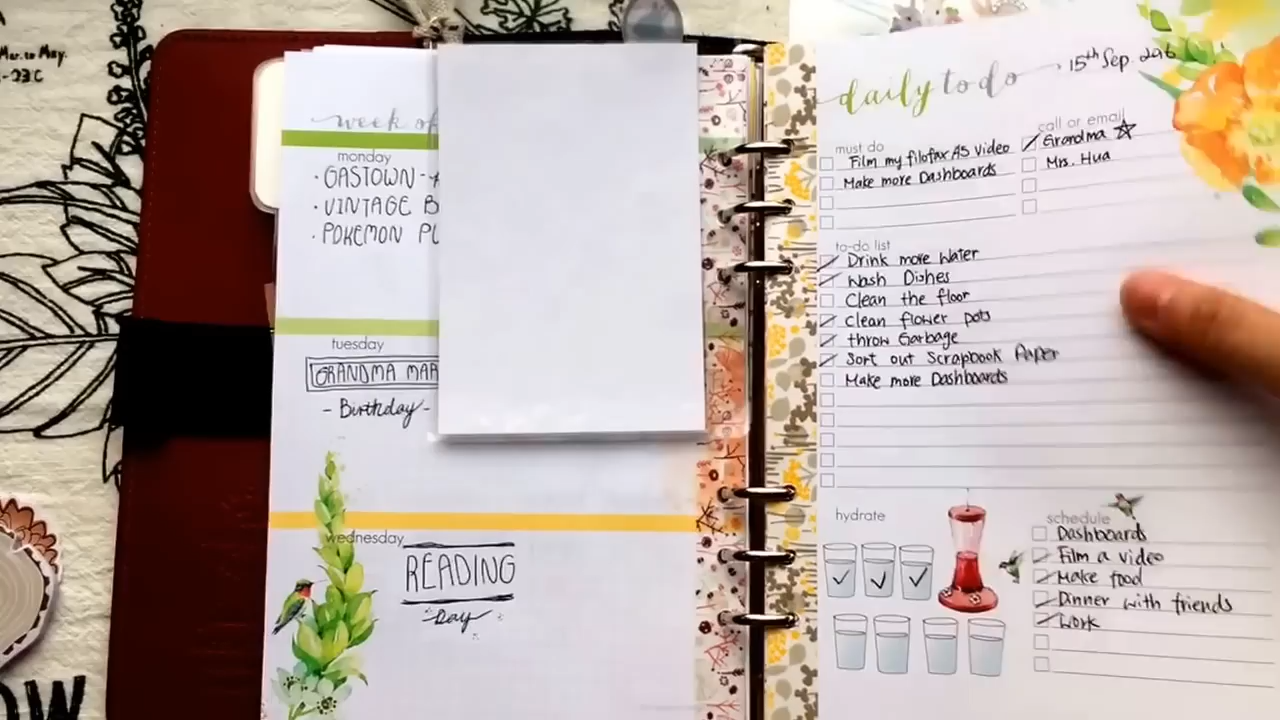 Mar. to May.
-23C
week of
monday
· GASTOWN -
· VINTAGE B
· POKEMON PL
tuesday
GRANDMA MAR
- Birthday -
wednesday
READING
- Day -
OW
daily to do
15th Sep.
must do
Film my filofax A5 video
Make more Dashboards
call or email
Grandma
Mrs. Hua
to-do list
Drink more water
Wash Dishes
Clean the floor
Clean flower pots
throw Garbage
Sort out Scrapbook Paper
Make more Dashboards
hydrate
schedule
Dashboards
Film a video
Make food
Dinner with friends
Work